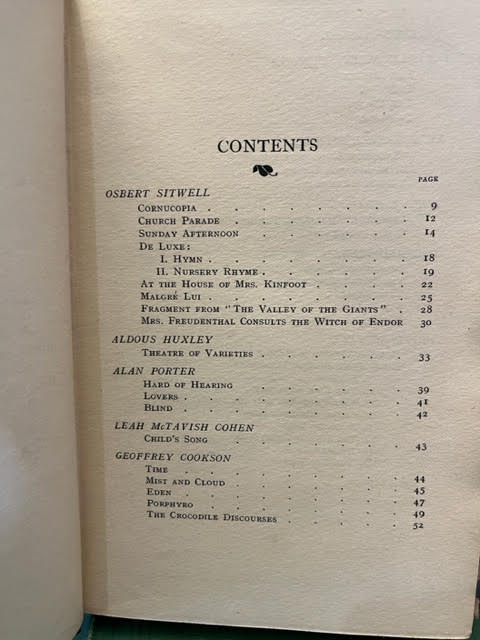 CONTENTS
PAGE
OSBERT SITWELL
Cornucopia . . . . . . . 9
Church Parade . . . . . . 12
Sunday Afternoon . . . . . . 14
De Luxe:
I. Hymn . . . . . . . 18
II. Nursery Rhyme . . . . . 19
At the House of Mrs. Kinfoot . . . . 22
Malgré Lui . . . . . . . 25
Fragment from "The Valley of the Giants" . 28
Mrs. Freudenthal Consults the Witch of Endor 30
ALDOUS HUXLEY
Theatre of Varieties . . . . . 33
ALAN PORTER
Hard of Hearing . . . . . . 39
Lovers . . . . . . . . 41
Blind . . . . . . . . 42
LEAH McTAVISH COHEN
Child's Song . . . . . . 43
GEOFFREY COOKSON
Time . . . . . . . . 44
Mist and Cloud . . . . . . 45
Eden . . . . . . . . 47
Porphyro . . . . . . . 49
The Crocodile Discourses . . . . 52